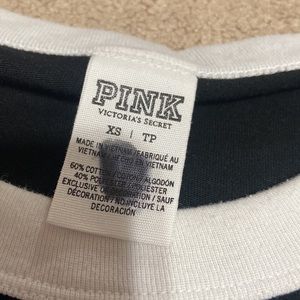 PINK
VICTORIA'S SECRET
XS | TP
MADE IN VIETNAM/FABRIQUÉ AU
VIETNAM/HECHO EN VIETNAM
60% COTTON/COTON/ALGODÓN
40% POLYESTER/POLIÉSTER
EXCLUSIVE OF DECORATION/SAUF
DÉCORATION/NO INCLUYE
DECORACIÓN